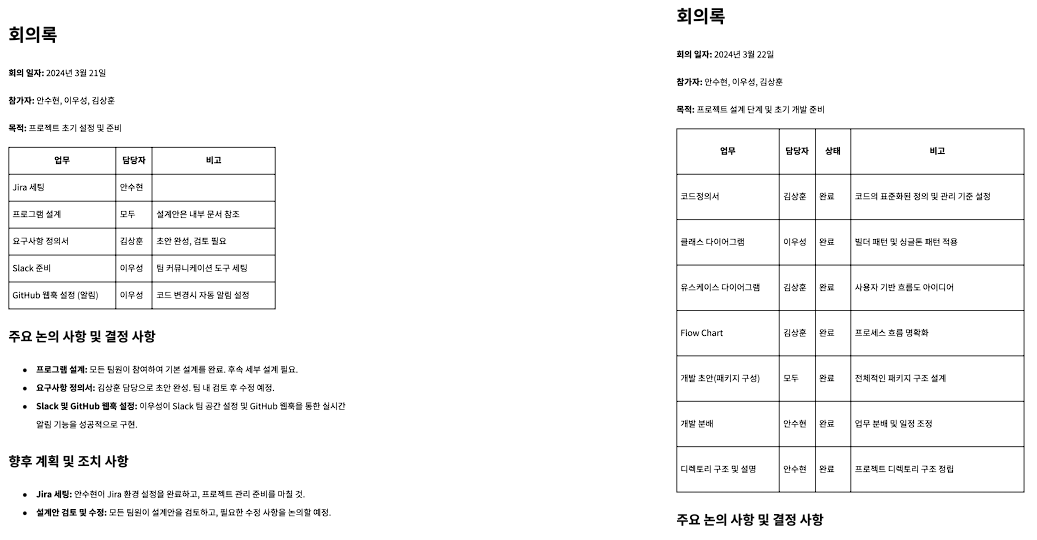 회의록
회의 일자: 2024년 3월 21일
참가자: 안수현, 이우성, 김상훈
목적: 프로젝트 초기 설정 및 준비
업무 담당자 비고
Jira 세팅 안수현
프로그램 설계 모두 설계안은 내부 문서 참조
요구사항 정의서 김상훈 초안 완성, 검토 필요
Slack 준비 이우성 팀 커뮤니케이션 도구 세팅
GitHub 웹훅 설정 (알림) 이우성 코드 변경시 자동 알림 설정
주요 논의 사항 및 결정 사항
• 프로그램 설계: 모든 팀원이 참여하여 기본 설계를 완료. 후속 세부 설계 필요.
• 요구사항 정의서: 김상훈 담당으로 초안 완성. 팀 내 검토 후 수정 예정.
• Slack 및 GitHub 웹훅 설정: 이우성이 Slack 팀 공간 설정 및 GitHub 웹훅을 통한 실시간
알림 기능을 성공적으로 구현.
향후 계획 및 조치 사항
• Jira 세팅: 안수현이 Jira 환경 설정을 완료하고, 프로젝트 관리 준비를 마칠 것.
• 설계안 검토 및 수정: 모든 팀원이 설계안을 검토하고, 필요한 수정 사항을 논의할 예정.
회의록
회의 일자: 2024년 3월 22일
참가자: 안수현, 이우성, 김상훈
목적: 프로젝트 설계 단계 및 초기 개발 준비
업무 담당자 상태 비고
코드정의서 김상훈 완료 코드의 표준화된 정의 및 관리 기준 설정
클래스 다이어그램 이우성 완료 빌더 패턴 및 싱글톤 패턴 적용
유스케이스 다이어그램 김상훈 완료 사용자 기반 흐름도 아이디어
Flow Chart 김상훈 완료 프로세스 흐름 명확화
개발 초안(패키지 구성) 모두 완료 전체적인 패키지 구조 설계
개발 분배 안수현 완료 업무 분배 및 일정 조정
디렉토리 구조 및 설명 안수현 완료 프로젝트 디렉토리 구조 정립
주요 논의 사항 및 결정 사항